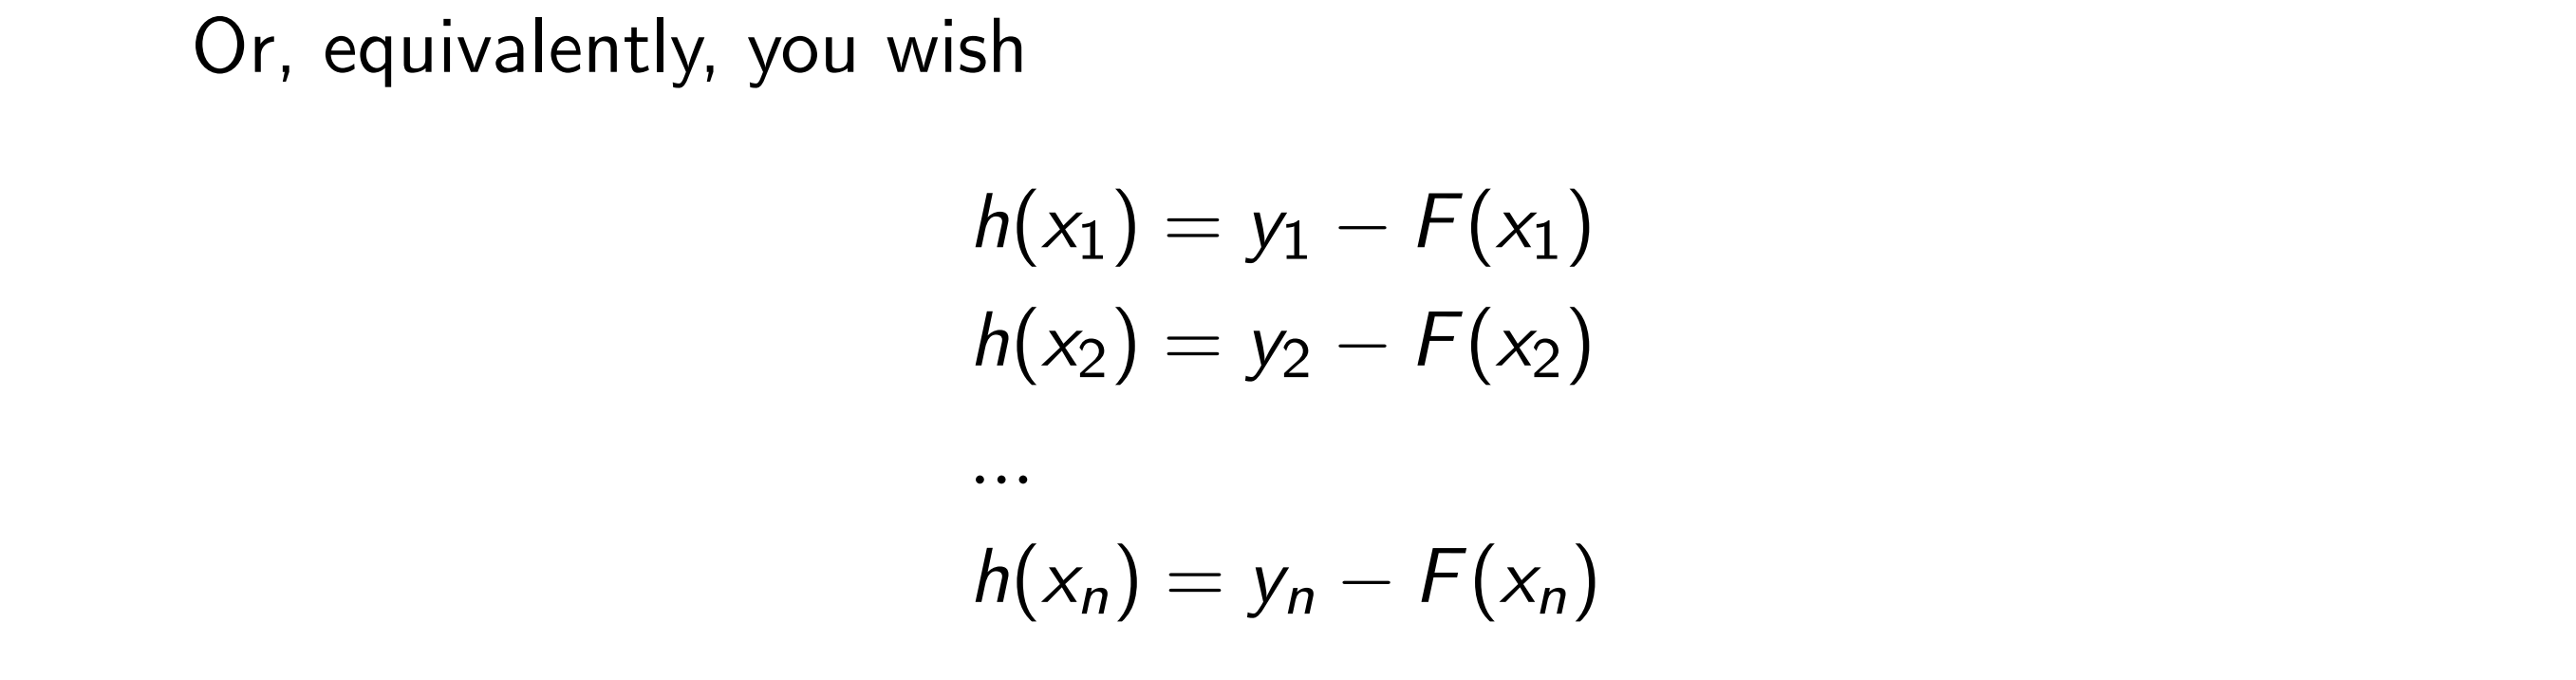 Or, equivalently, you wish
h(x₁) = y₁ − F(x₁)
h(x₂) = y₂ − F(x₂)
...
h(xₙ) = yₙ − F(xₙ)